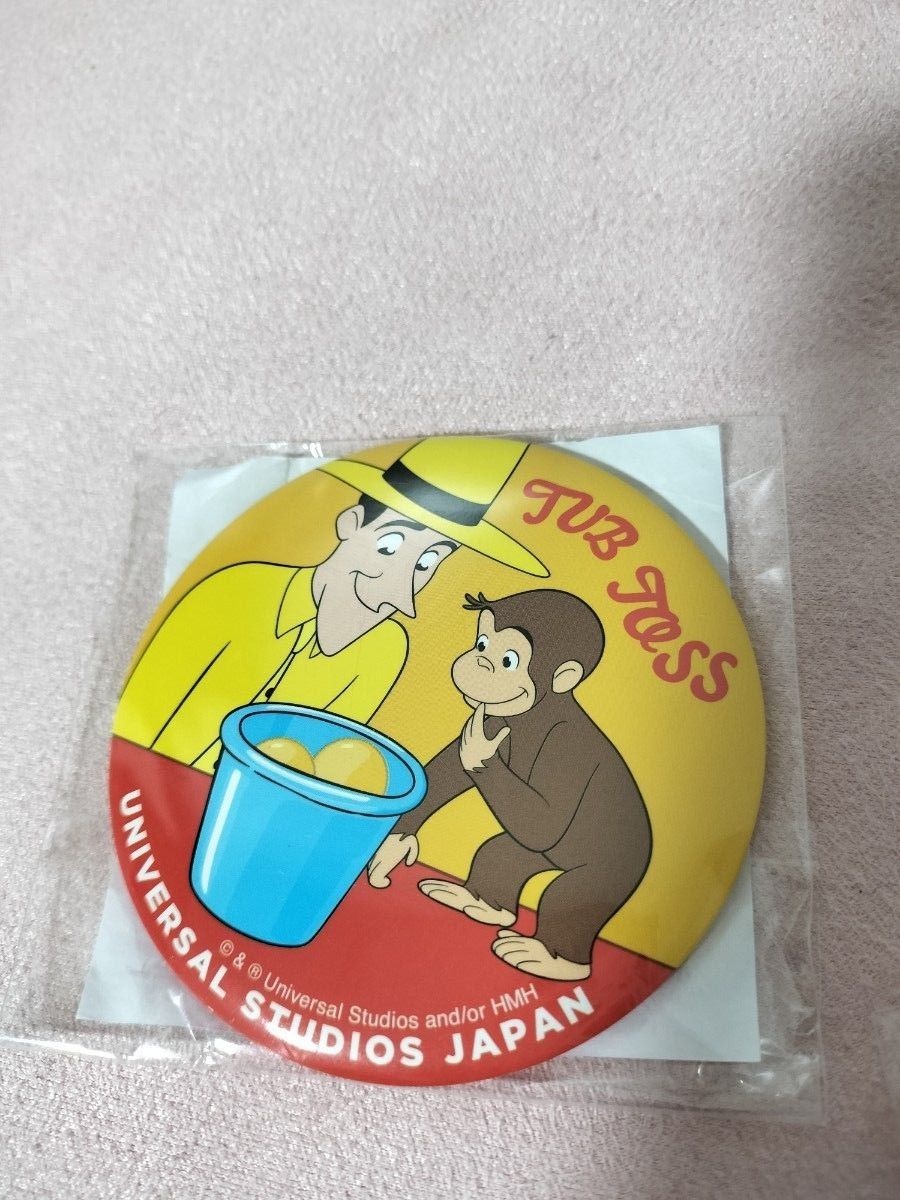 TUB TOSS
© & ® Universal Studios and/or HMH
UNIVERSAL STUDIOS JAPAN